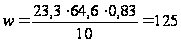 w = 23,3 · 64,6 · 0,83 / 10 = 125